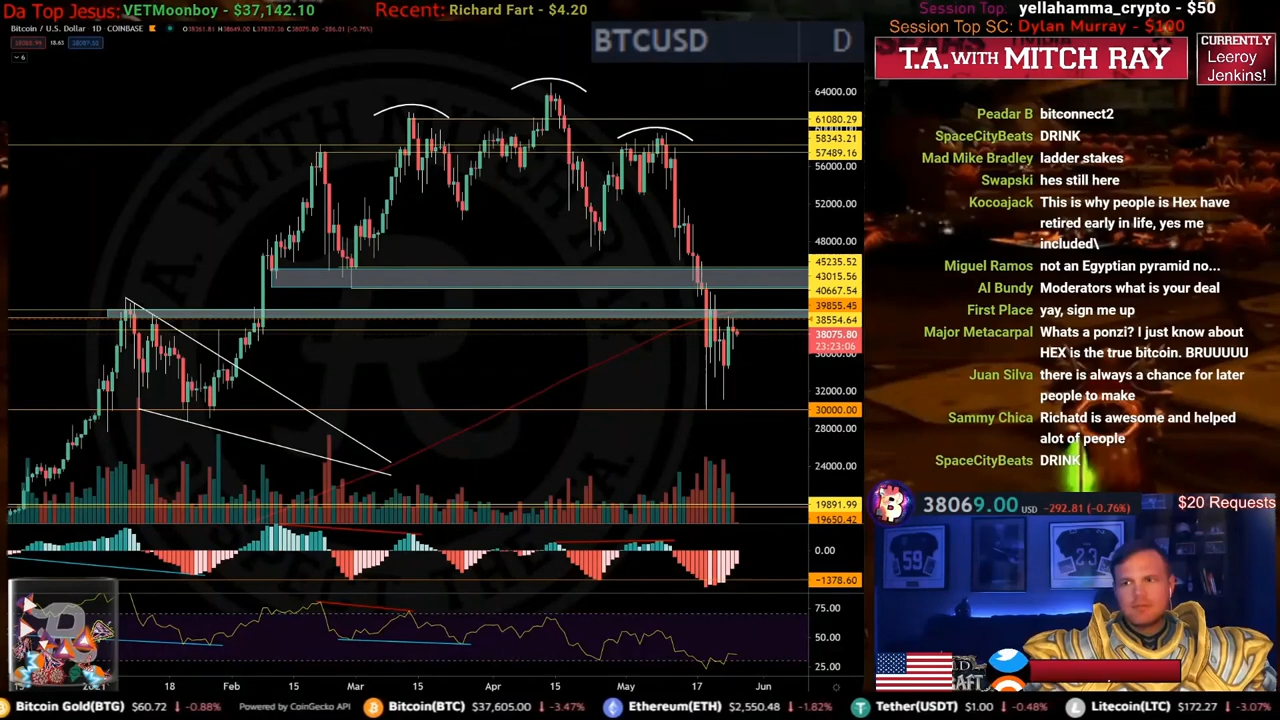 Da Top Jesus: VETMoonboy - $37,142.10
Recent: Richard Fart - $4.20
Session Top: yellahamma_crypto - $50
Session Top SC: Dylan Murray - $100
Bitcoin / U.S. Dollar · 1D · COINBASE
BTCUSD D
T.A. WITH MITCH RAY
CURRENTLY
Leeroy
Jenkins!
Peadar B bitconnect2
SpaceCityBeats DRINK
Mad Mike Bradley ladder stakes
Swapski hes still here
Kocoajack This is why people is Hex have
retired early in life, yes me
included\
Miguel Ramos not an Egyptian pyramid no...
Al Bundy Moderators what is your deal
First Place yay, sign me up
Major Metacarpal Whats a ponzi? I just know about
HEX is the true bitcoin. BRUUUUU
Juan Silva there is always a chance for later
people to make
Sammy Chica Richatd is awesome and helped
alot of people
SpaceCityBeats DRINK
64000.00
61080.29
58343.21
57489.16
56000.00
52000.00
48000.00
45235.52
43015.56
40667.54
39855.45
38554.64
38075.80
23:23:06
36000.00
32000.00
30000.00
28000.00
24000.00
19891.99
19650.42
0.00
-1378.60
75.00
50.00
25.00
18 Feb 15 Mar 15 Apr 15 May 17 Jun
38069.00 USD -292.81 (-0.76%)
$20 Requests
59
23
Bitcoin Gold(BTG) $60.72 -0.88% Powered by CoinGecko API Bitcoin(BTC) $37,605.00 -3.47% Ethereum(ETH) $2,550.48 -1.82% Tether(USDT) $1.00 -0.48% Litecoin(LTC) $172.27 -3.07%